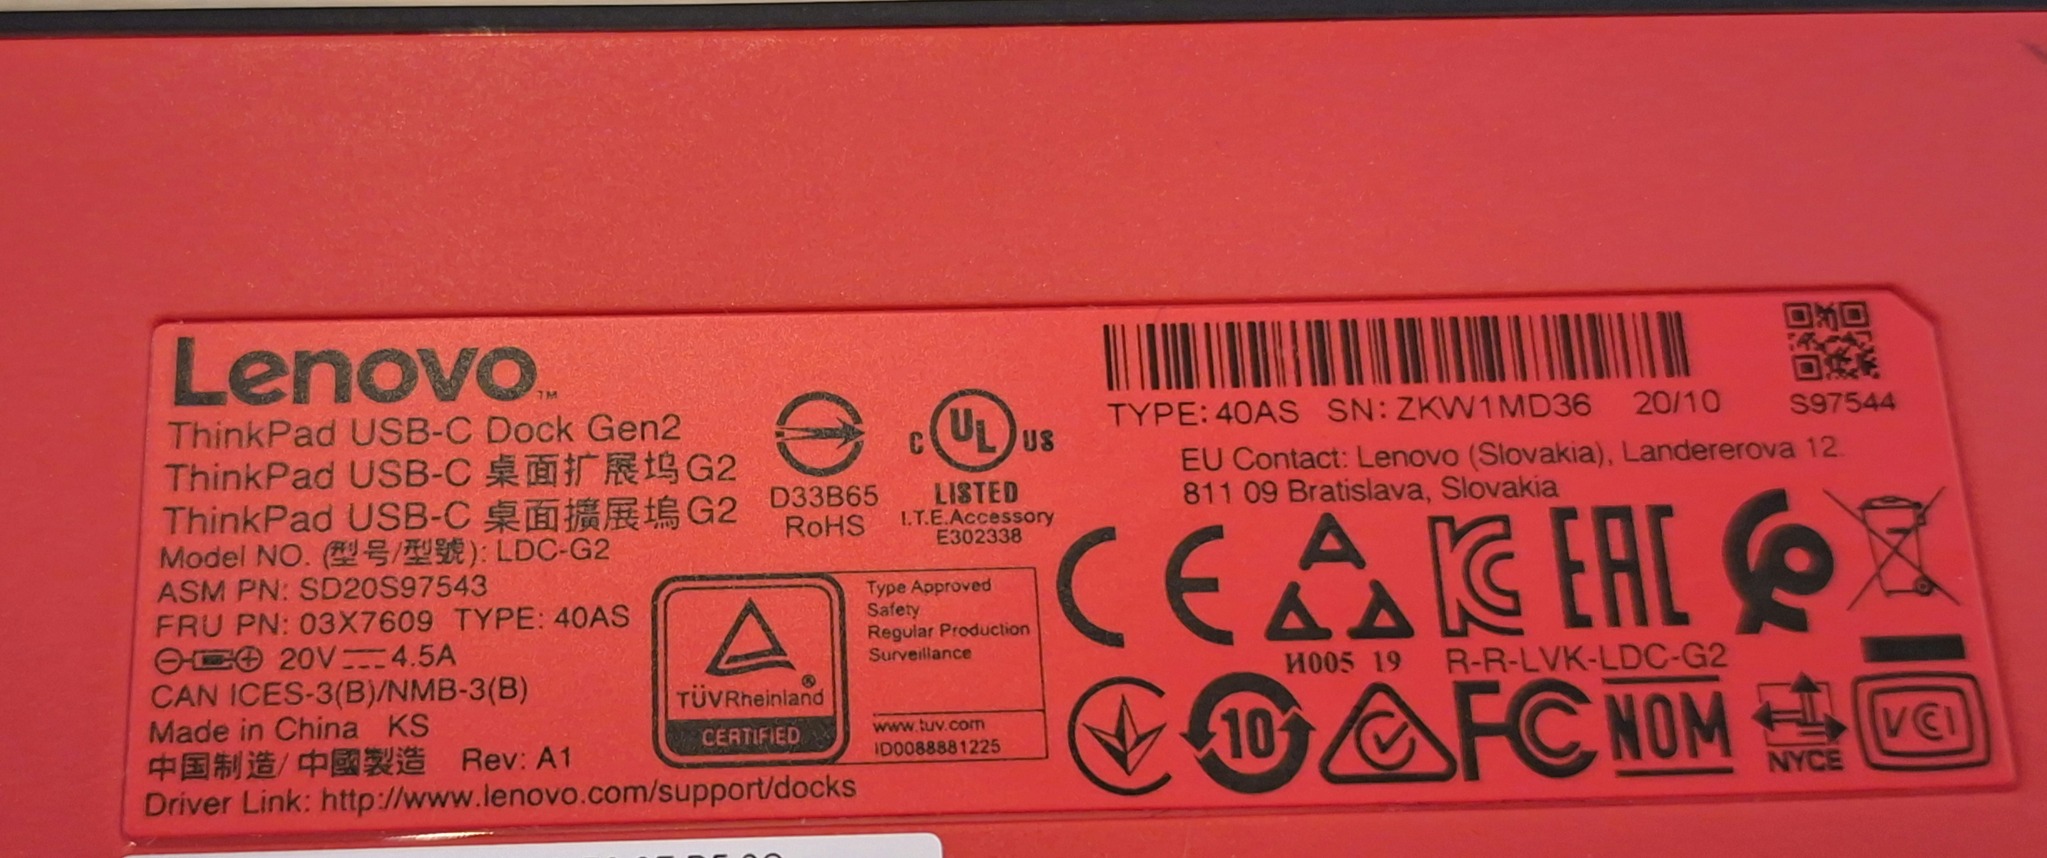 Lenovo™
ThinkPad USB-C Dock Gen2
ThinkPad USB-C 桌面扩展坞 G2
ThinkPad USB-C 桌面擴展塢 G2
Model NO. (型号/型號): LDC-G2
ASM PN: SD20S97543
FRU PN: 03X7609 TYPE: 40AS
20V⎓4.5A
CAN ICES-3(B)/NMB-3(B)
Made in China KS
中国制造/ 中國製造 Rev: A1
Driver Link: http://www.lenovo.com/support/docks
D33B65
RoHS
C UL US
LISTED
I.T.E.Accessory
E302338
TÜVRheinland®
CERTIFIED
Type Approved
Safety
Regular Production
Surveillance
www.tuv.com
ID0088881225
TYPE: 40AS SN: ZKW1MD36 20/10
S97544
EU Contact: Lenovo (Slovakia), Landererova 12.
811 09 Bratislava, Slovakia
CE
KC
EAC
И005 19
R-R-LVK-LDC-G2
10
FC
NOM
NYCE
VCI